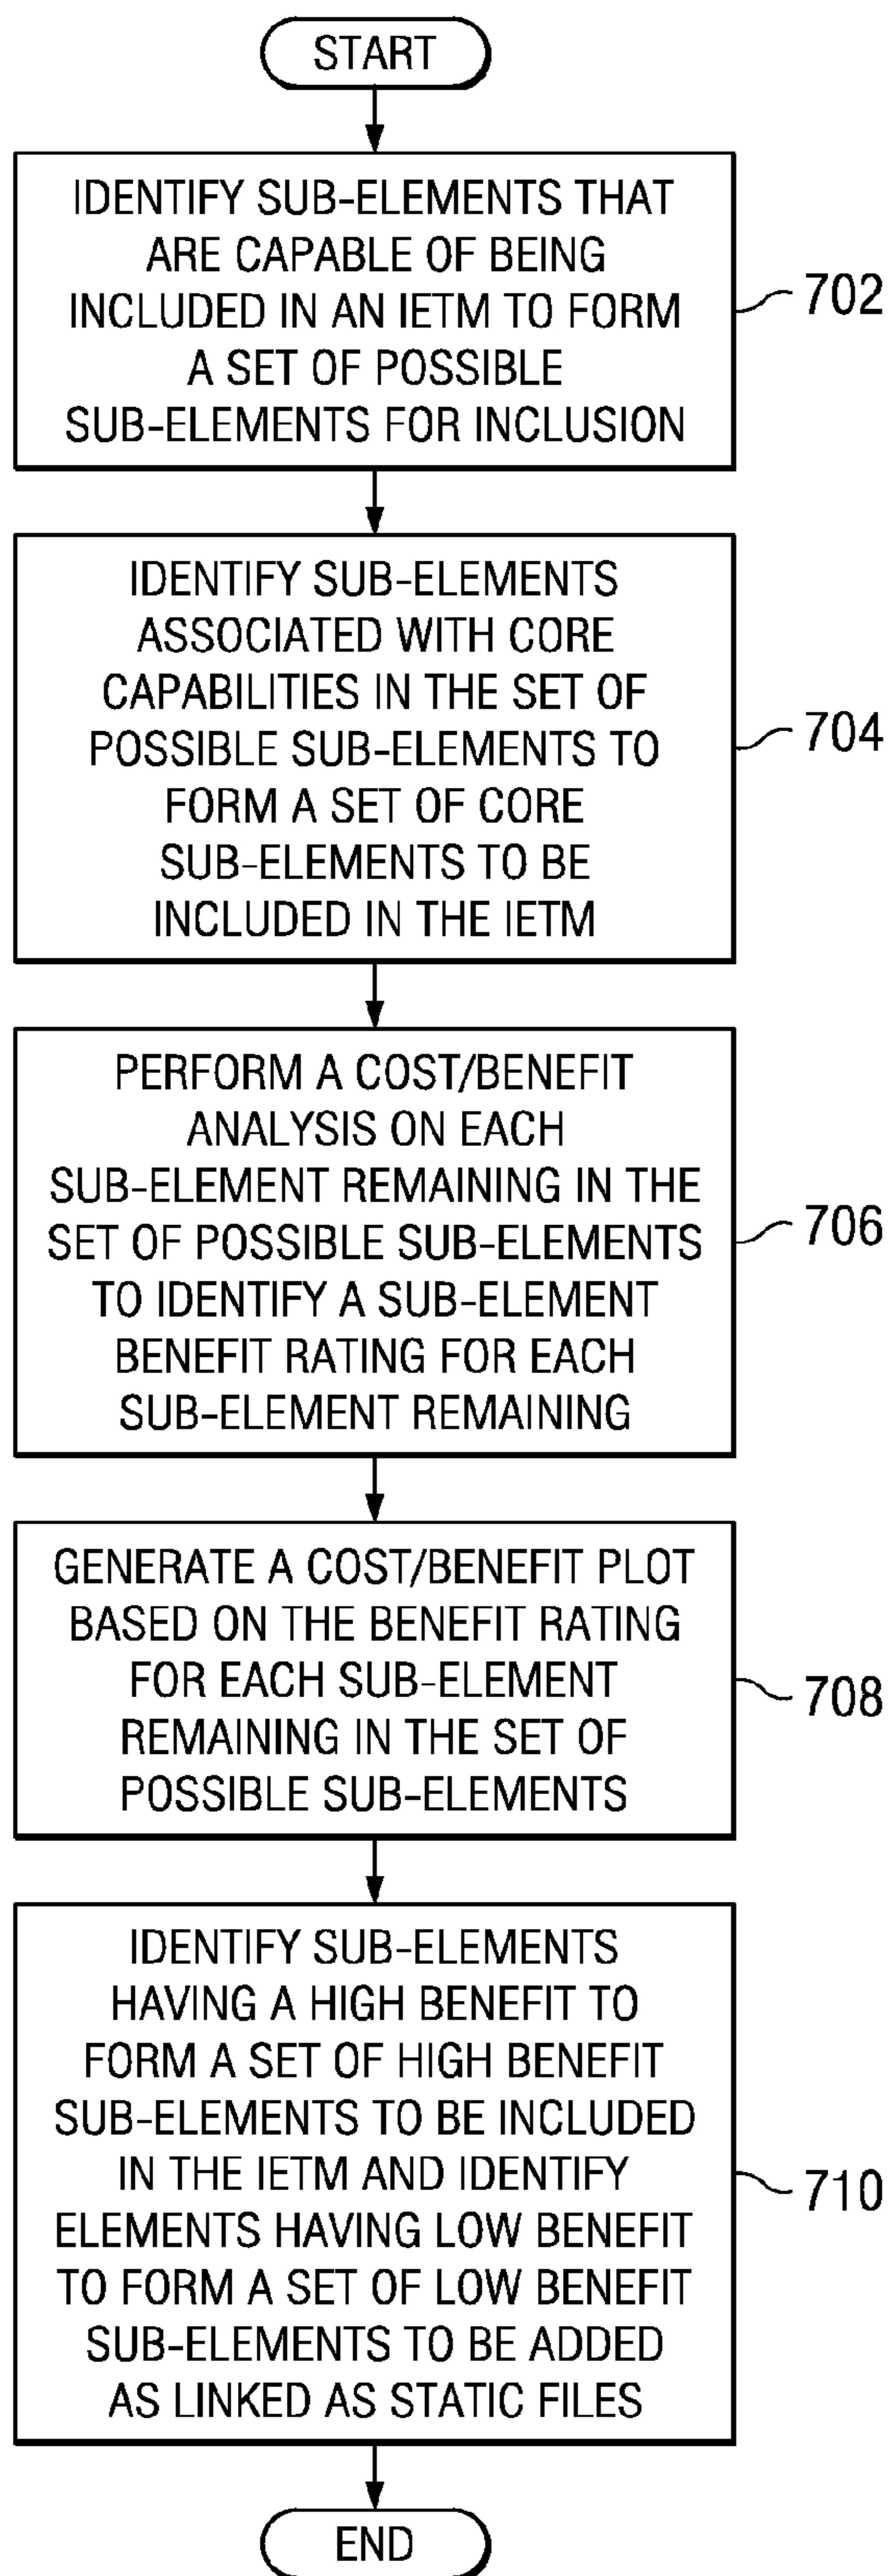 START
IDENTIFY SUB-ELEMENTS THAT
ARE CAPABLE OF BEING
INCLUDED IN AN IETM TO FORM
A SET OF POSSIBLE
SUB-ELEMENTS FOR INCLUSION
702
IDENTIFY SUB-ELEMENTS
ASSOCIATED WITH CORE
CAPABILITIES IN THE SET OF
POSSIBLE SUB-ELEMENTS TO
FORM A SET OF CORE
SUB-ELEMENTS TO BE
INCLUDED IN THE IETM
704
PERFORM A COST/BENEFIT
ANALYSIS ON EACH
SUB-ELEMENT REMAINING IN THE
SET OF POSSIBLE SUB-ELEMENTS
TO IDENTIFY A SUB-ELEMENT
BENEFIT RATING FOR EACH
SUB-ELEMENT REMAINING
706
GENERATE A COST/BENEFIT PLOT
BASED ON THE BENEFIT RATING
FOR EACH SUB-ELEMENT
REMAINING IN THE SET OF
POSSIBLE SUB-ELEMENTS
708
IDENTIFY SUB-ELEMENTS
HAVING A HIGH BENEFIT TO
FORM A SET OF HIGH BENEFIT
SUB-ELEMENTS TO BE INCLUDED
IN THE IETM AND IDENTIFY
ELEMENTS HAVING LOW BENEFIT
TO FORM A SET OF LOW BENEFIT
SUB-ELEMENTS TO BE ADDED
AS LINKED AS STATIC FILES
710
END